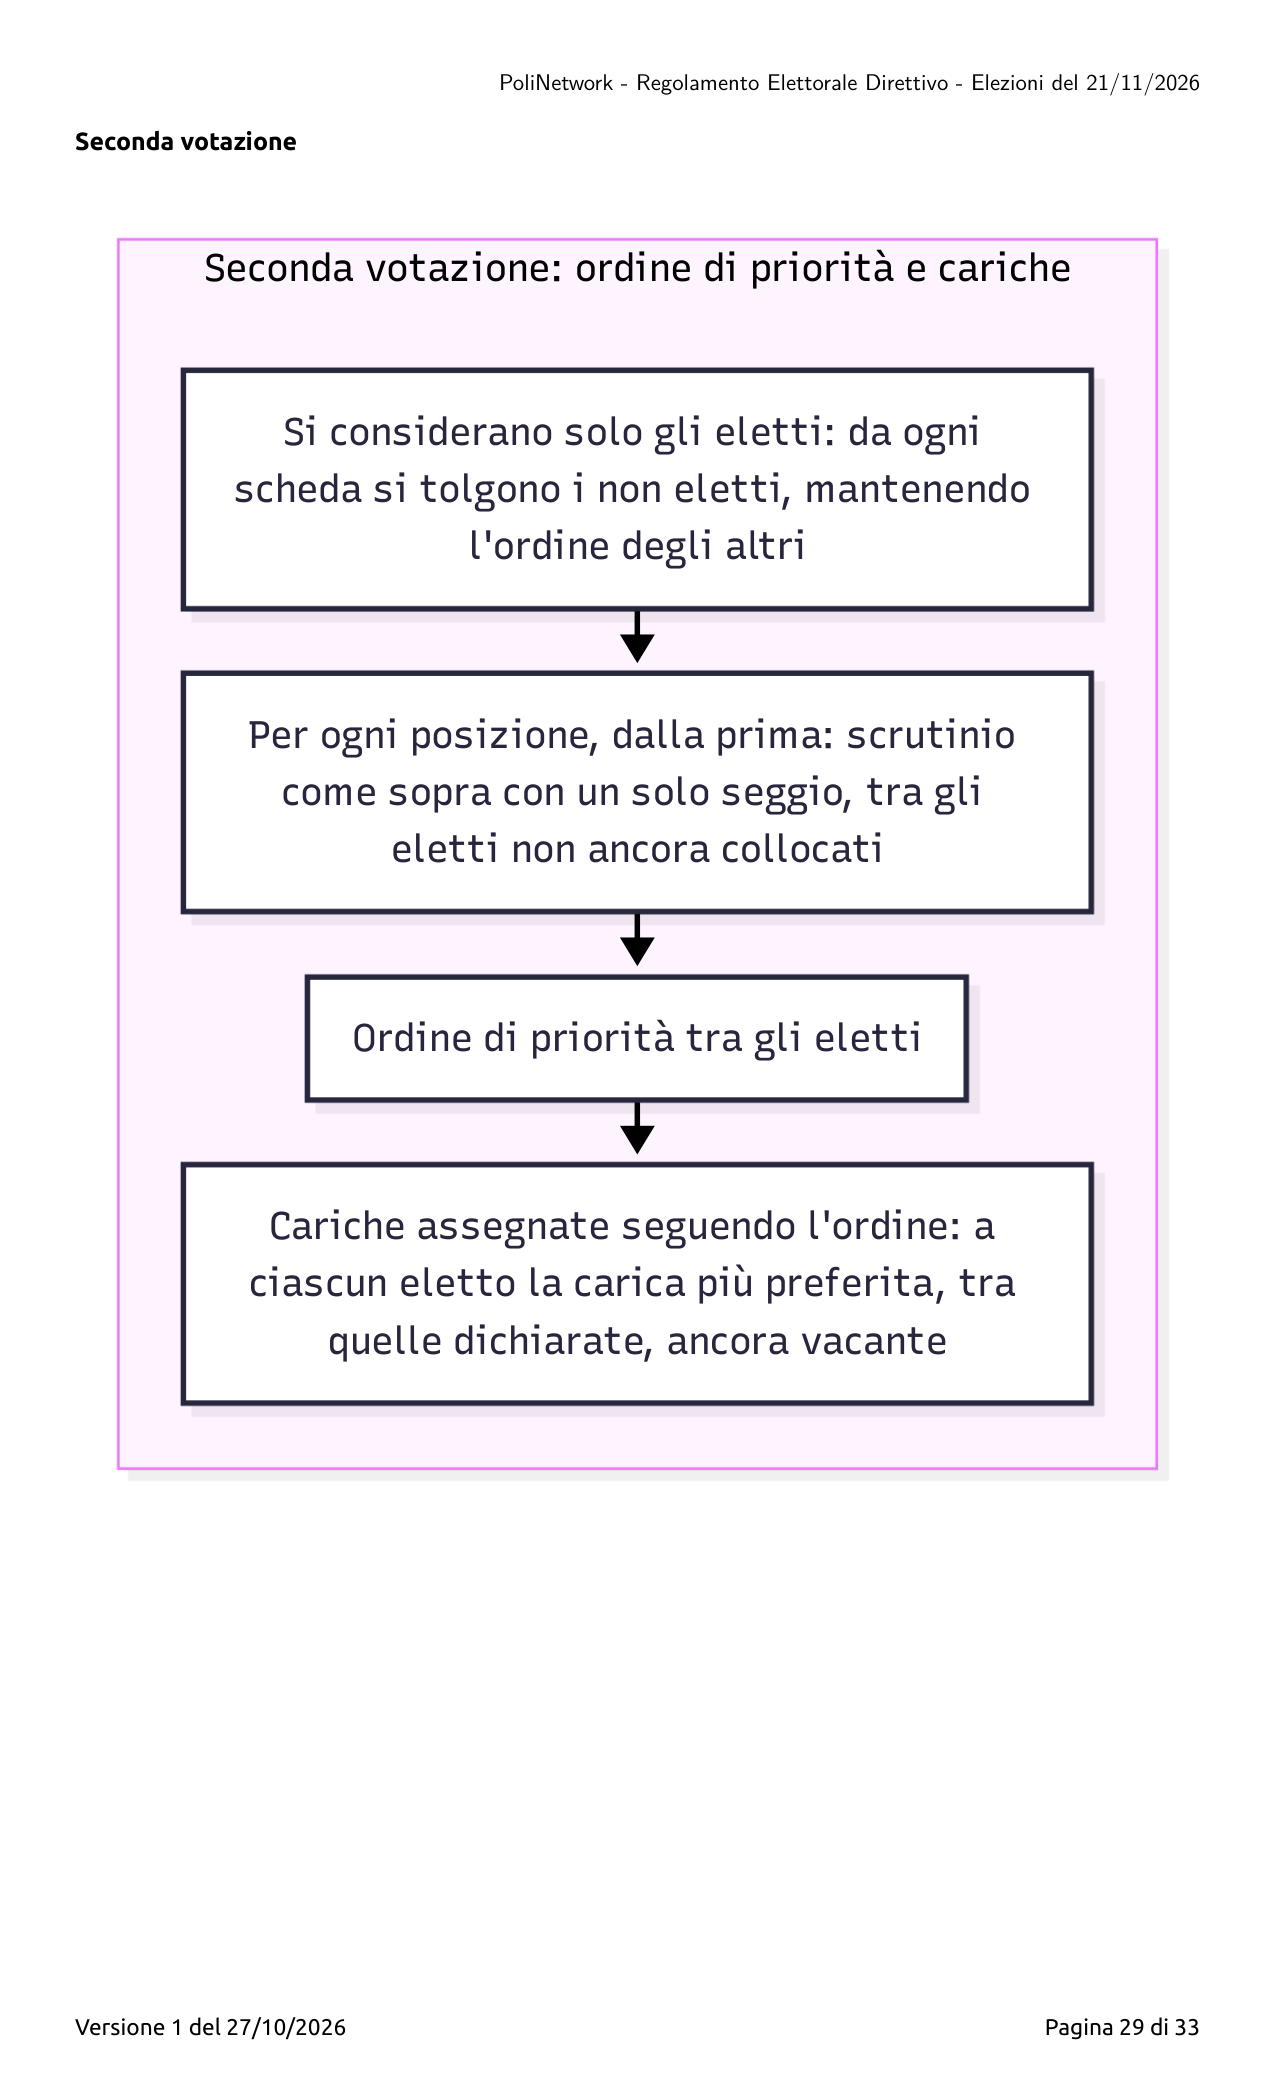 PoliNetwork - Regolamento Elettorale Direttivo - Elezioni del 21/11/2026
Seconda votazione
Seconda votazione: ordine di priorità e cariche
Si considerano solo gli eletti: da ogni
scheda si tolgono i non eletti, mantenendo
l'ordine degli altri
Per ogni posizione, dalla prima: scrutinio
come sopra con un solo seggio, tra gli
eletti non ancora collocati
Ordine di priorità tra gli eletti
Cariche assegnate seguendo l'ordine: a
ciascun eletto la carica più preferita, tra
quelle dichiarate, ancora vacante
Versione 1 del 27/10/2026
Pagina 29 di 33